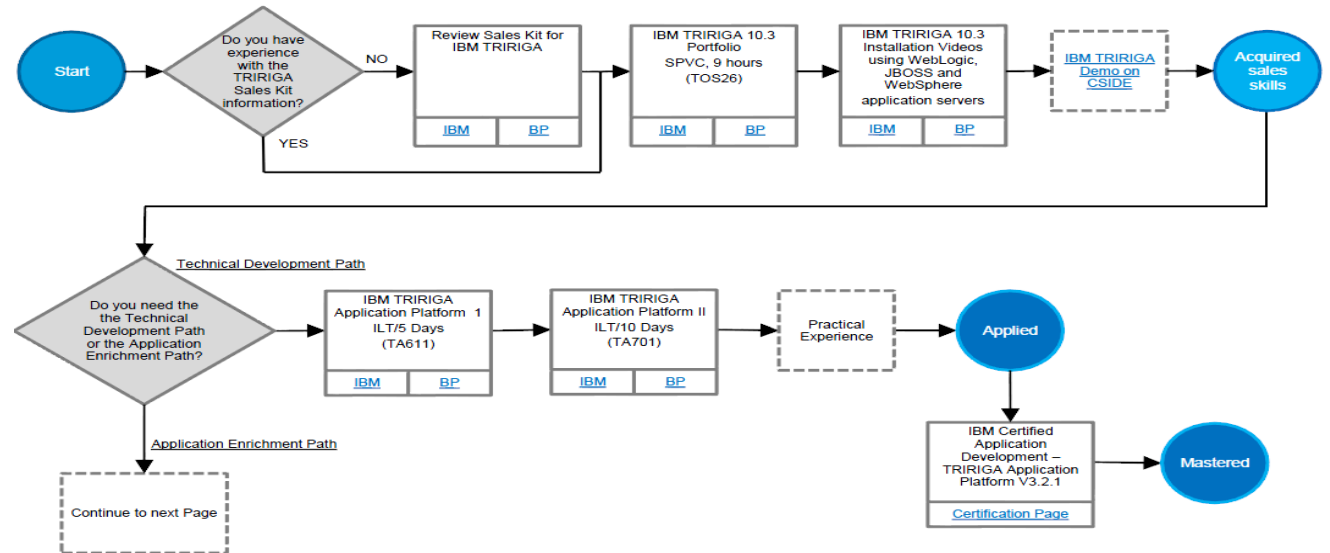 Start
Do you have
experience
with the
TRIRIGA
Sales Kit
information?
NO
YES
Review Sales Kit for
IBM TRIRIGA
IBM
BP
IBM TRIRIGA 10.3
Portfolio
SPVC, 9 hours
(TOS26)
IBM
BP
IBM TRIRIGA 10.3
Installation Videos
using WebLogic,
JBOSS and
WebSphere
application servers
IBM
BP
IBM TRIRIGA
Demo on
CSIDE
Acquired
sales
skills
Technical Development Path
Do you need the
the Technical
Development Path
or the Application
Enrichment Path?
IBM TRIRIGA
Application Platform 1
ILT/5 Days
(TA611)
IBM
BP
IBM TRIRIGA
Application Platform II
ILT/10 Days
(TA701)
IBM
BP
Practical
Experience
Applied
Application Enrichment Path
Continue to next Page
IBM Certified
Application
Development –
TRIRIGA Application
Platform V3.2.1
Certification Page
Mastered